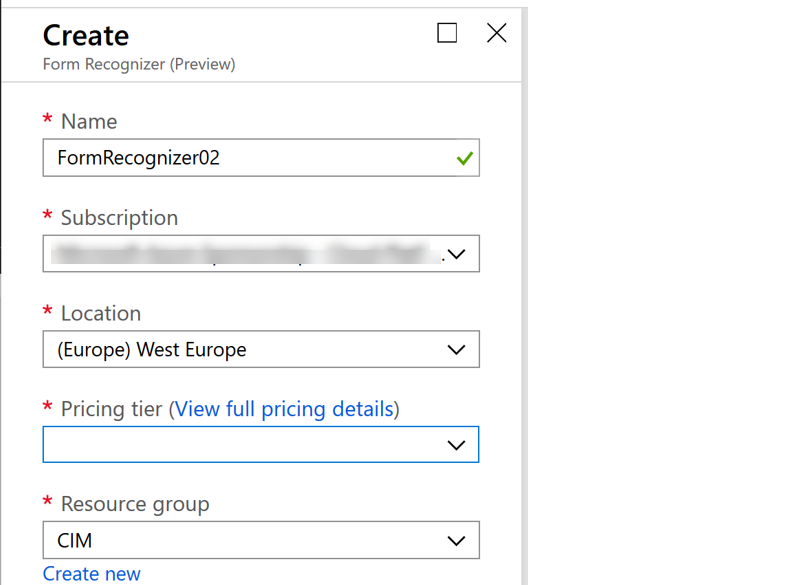 Create
Form Recognizer (Preview)
* Name
FormRecognizer02
* Subscription
* Location
(Europe) West Europe
* Pricing tier (View full pricing details)
* Resource group
CIM
Create new